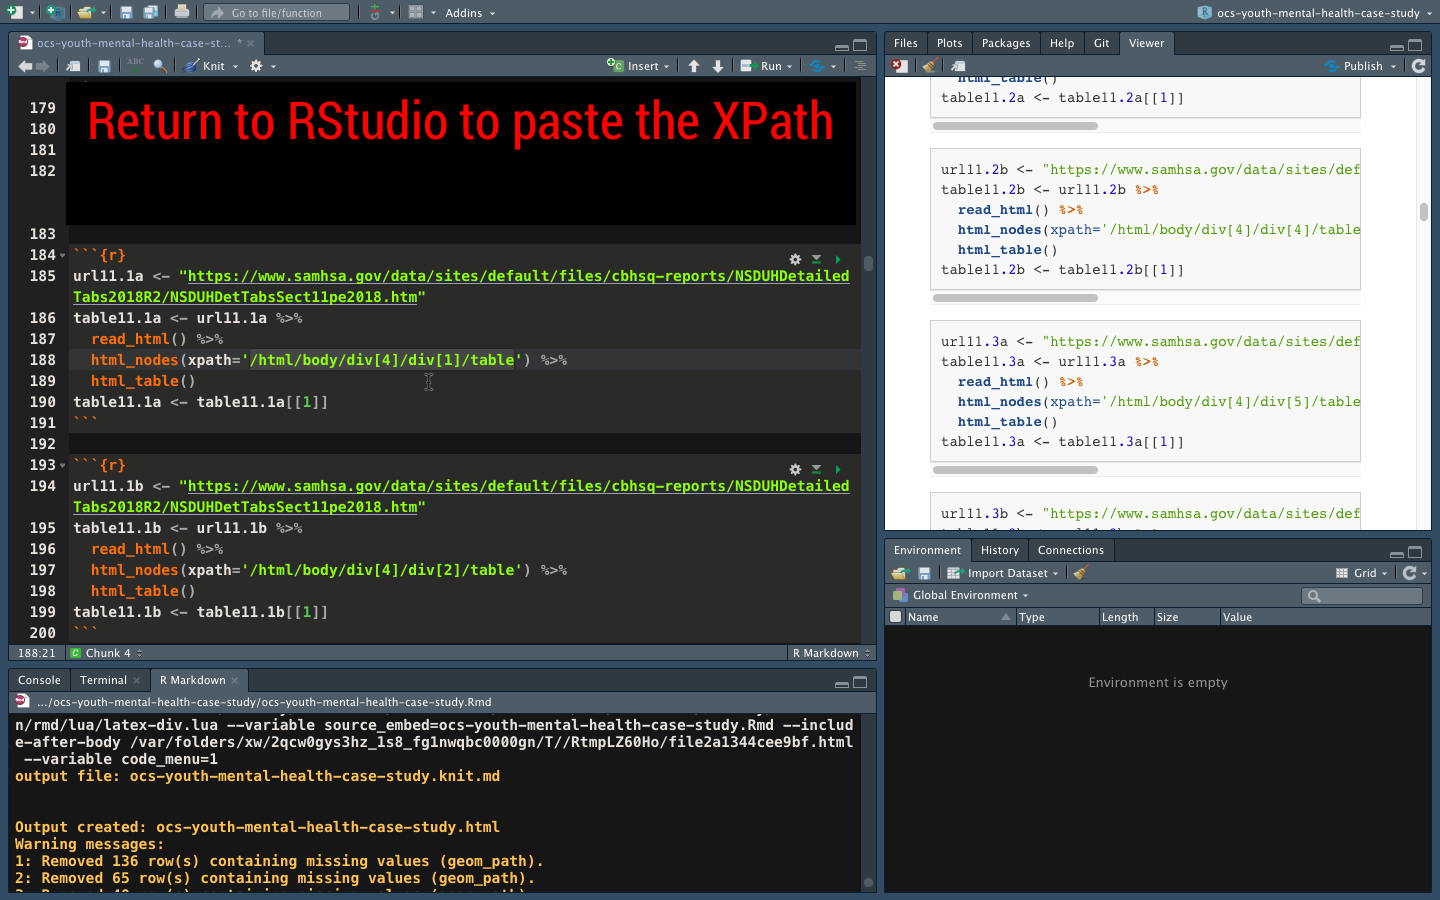 Go to file/function
Addins
ocs-youth-mental-health-case-study
ocs-youth-mental-health-case-st... * ×
ABC
Knit
Insert
Run
179
180
181
182
Return to RStudio to paste the XPath
183
184 ```{r}
185 url11.1a <- "https://www.samhsa.gov/data/sites/default/files/cbhsq-reports/NSDUHDetailed
Tabs2018R2/NSDUHDetTabsSect11pe2018.htm"
186 table11.1a <- url11.1a %>%
187 read_html() %>%
188 html_nodes(xpath='/html/body/div[4]/div[1]/table') %>%
189 html_table()
190 table11.1a <- table11.1a[[1]]
191 ```
192
193 ```{r}
194 url11.1b <- "https://www.samhsa.gov/data/sites/default/files/cbhsq-reports/NSDUHDetailed
Tabs2018R2/NSDUHDetTabsSect11pe2018.htm"
195 table11.1b <- url11.1b %>%
196 read_html() %>%
197 html_nodes(xpath='/html/body/div[4]/div[2]/table') %>%
198 html_table()
199 table11.1b <- table11.1b[[1]]
200 ```
188:21 C Chunk 4 R Markdown
Console Terminal × R Markdown ×
.../ocs-youth-mental-health-case-study/ocs-youth-mental-health-case-study.Rmd
n/rmd/lua/latex-div.lua --variable source_embed=ocs-youth-mental-health-case-study.Rmd --includ
e-after-body /var/folders/xw/2qcw0gys3hz_1s8_fg1nwqbc0000gn/T//RtmpLZ60Ho/file2a1344cee9bf.html
--variable code_menu=1
output file: ocs-youth-mental-health-case-study.knit.md
Output created: ocs-youth-mental-health-case-study.html
Warning messages:
1: Removed 136 row(s) containing missing values (geom_path).
2: Removed 65 row(s) containing missing values (geom_path).
Files Plots Packages Help Git Viewer
Publish
html_table()
table11.2a <- table11.2a[[1]]
url11.2b <- "https://www.samhsa.gov/data/sites/def
table11.2b <- url11.2b %>%
read_html() %>%
html_nodes(xpath='/html/body/div[4]/div[4]/table
html_table()
table11.2b <- table11.2b[[1]]
url11.3a <- "https://www.samhsa.gov/data/sites/def
table11.3a <- url11.3a %>%
read_html() %>%
html_nodes(xpath='/html/body/div[4]/div[5]/table
html_table()
table11.3a <- table11.3a[[1]]
url11.3b <- "https://www.samhsa.gov/data/sites/def
Environment History Connections
Import Dataset Grid
Global Environment
Name Type Length Size Value
Environment is empty